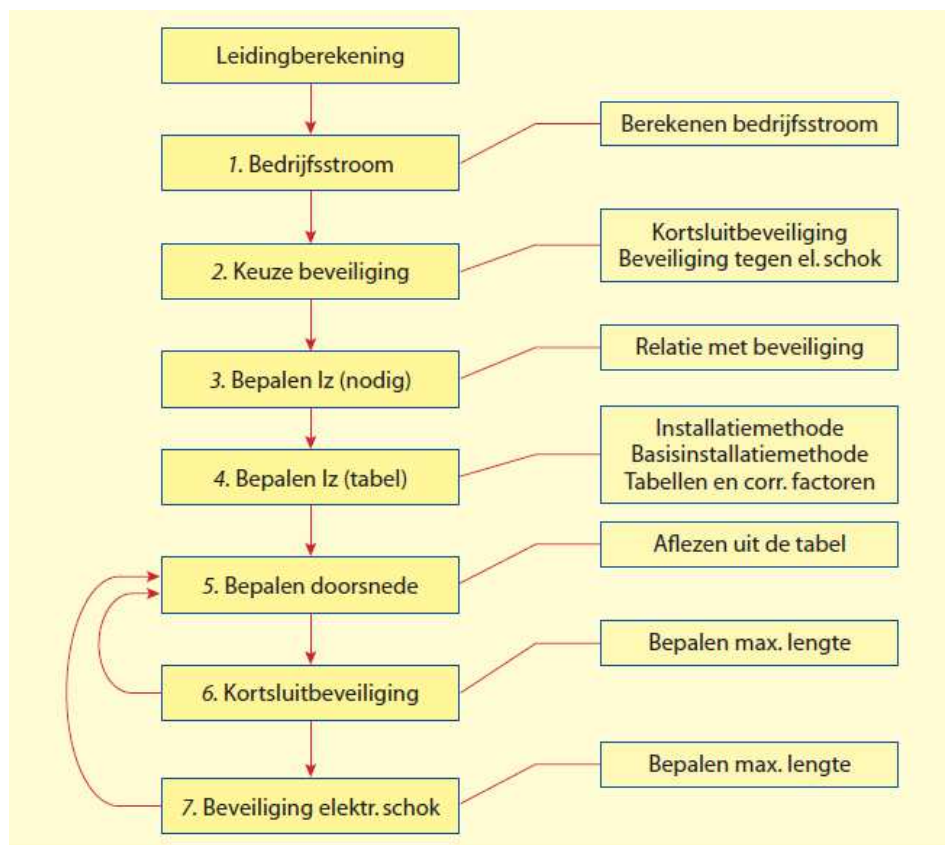 Leidingberekening
Berekenen bedrijfsstroom
1. Bedrijfsstroom
Kortsluitbeveiliging
Beveiliging tegen el. schok
2. Keuze beveiliging
Relatie met beveiliging
3. Bepalen Iz (nodig)
Installatiemethode
Basisinstallatiemethode
Tabellen en corr. factoren
4. Bepalen Iz (tabel)
Aflezen uit de tabel
5. Bepalen doorsnede
Bepalen max. lengte
6. Kortsluitbeveiliging
Bepalen max. lengte
7. Beveiliging elektr. schok